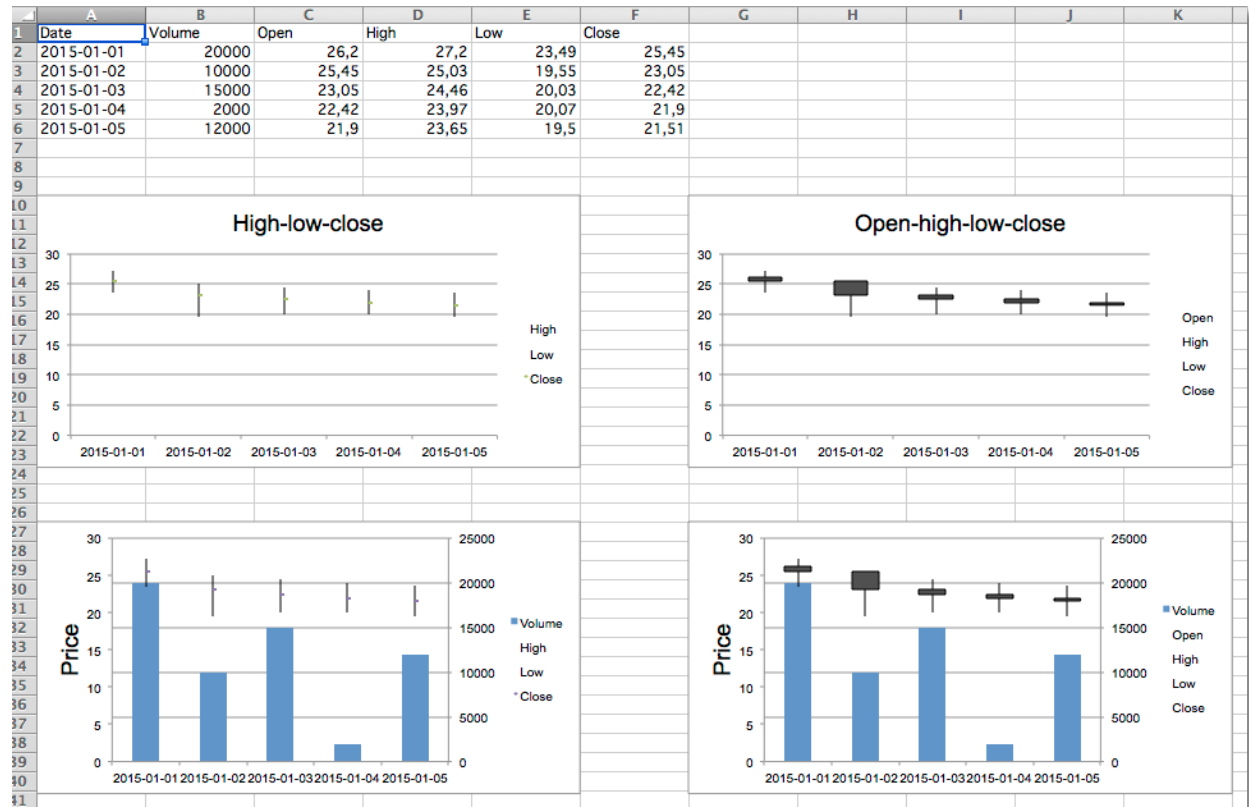 A B C D E F G H I J K
1 Date Volume Open High Low Close
2 2015-01-01 20000 26,2 27,2 23,49 25,45
3 2015-01-02 10000 25,45 25,03 19,55 23,05
4 2015-01-03 15000 23,05 24,46 20,03 22,42
5 2015-01-04 2000 22,42 23,97 20,07 21,9
6 2015-01-05 12000 21,9 23,65 19,5 21,51
7
8
9
10
11
12
13
14
15
16
17
18
19
20
21
22
23
24
25
26
27
28
29
30
31
32
33
34
35
36
37
38
39
40
41
High-low-close
30
25
20
15
10
5
0
2015-01-01 2015-01-02 2015-01-03 2015-01-04 2015-01-05
High
Low
Close
Open-high-low-close
30
25
20
15
10
5
0
2015-01-01 2015-01-02 2015-01-03 2015-01-04 2015-01-05
Open
High
Low
Close
Price
30
25
20
15
10
5
0
25000
20000
15000
10000
5000
0
2015-01-01 2015-01-02 2015-01-03 2015-01-04 2015-01-05
Volume
High
Low
Close
Price
30
25
20
15
10
5
0
25000
20000
15000
10000
5000
0
2015-01-01 2015-01-02 2015-01-03 2015-01-04 2015-01-05
Volume
Open
High
Low
Close